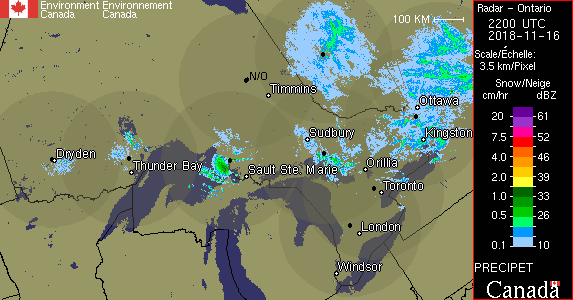 Environment Environnement
Canada Canada
100 KM
N/O
Timmins
Ottawa
Sudbury
Kingston
Dryden
Thunder Bay
Sault Ste. Marie
Orillia
Toronto
London
Windsor
Radar - Ontario
2200 UTC
2018-11-16
Scale/Échelle:
3.5 km/Pixel
Snow/Neige
cm/hr dBZ
20 61
7.5 52
4.0 46
2.0 39
1.0 33
0.5 26
0.1 10
PRECIPET
Canada